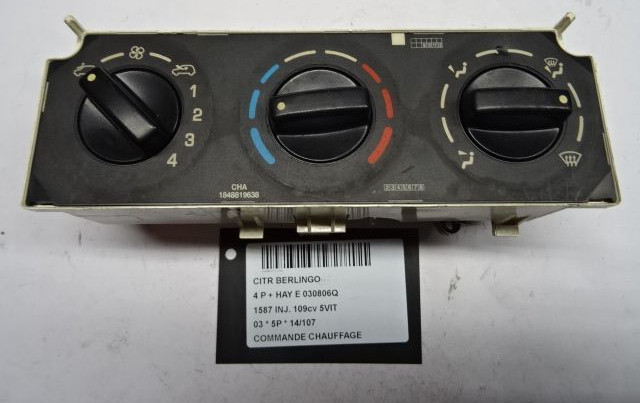 1
2
3
4
CHA
1848819638
CITR BERLINGO
4 P + HAY E 030806Q
1587 INJ. 109cv 5VIT
03 * 5P * 14/107
COMMANDE CHAUFFAGE